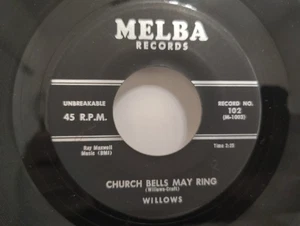 MELBA
RECORDS
UNBREAKABLE
45 R.P.M.
RECORD NO.
102
(M-1002)
Ray Maxwell
Music (BMI)
Time 2:25
CHURCH BELLS MAY RING
(Willows-Craft)
WILLOWS